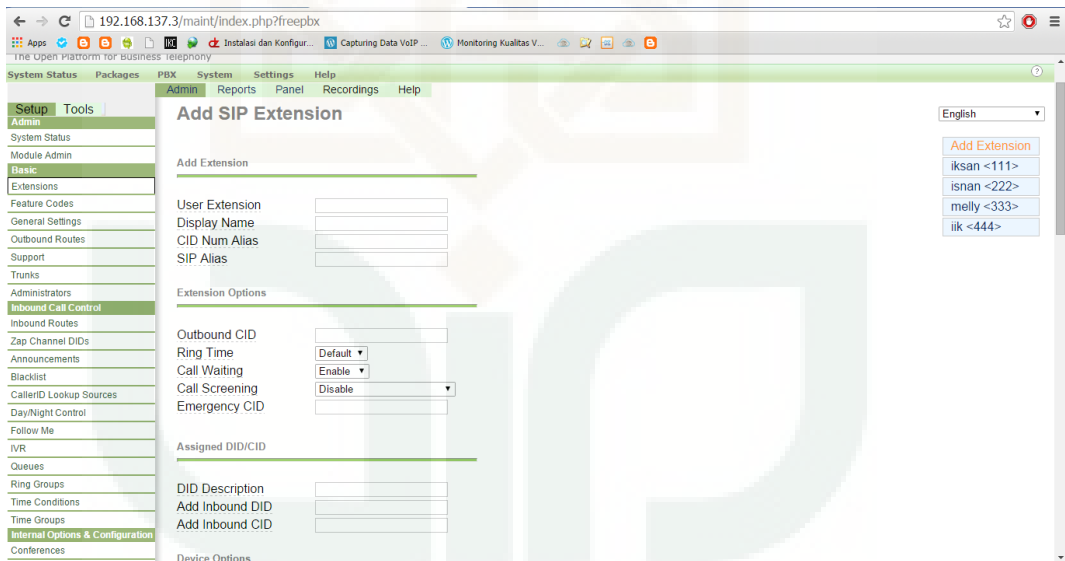 192.168.137.3/maint/index.php?freepbx
Apps
Instalasi dan Konfigur...
Capturing Data VoIP ...
Monitoring Kualitas V...
The Open Platform for Business Telephony
System Status Packages PBX System Settings Help
Admin Reports Panel Recordings Help
Setup Tools
Admin
System Status
Module Admin
Basic
Extensions
Feature Codes
General Settings
Outbound Routes
Support
Trunks
Administrators
Inbound Call Control
Inbound Routes
Zap Channel DIDs
Announcements
Blacklist
CallerID Lookup Sources
Day/Night Control
Follow Me
IVR
Queues
Ring Groups
Time Conditions
Time Groups
Internal Options & Configuration
Conferences
Add SIP Extension
Add Extension
User Extension
Display Name
CID Num Alias
SIP Alias
Extension Options
Outbound CID
Ring Time Default
Call Waiting Enable
Call Screening Disable
Emergency CID
Assigned DID/CID
DID Description
Add Inbound DID
Add Inbound CID
Device Options
English
Add Extension
iksan <111>
isnan <222>
melly <333>
iik <444>